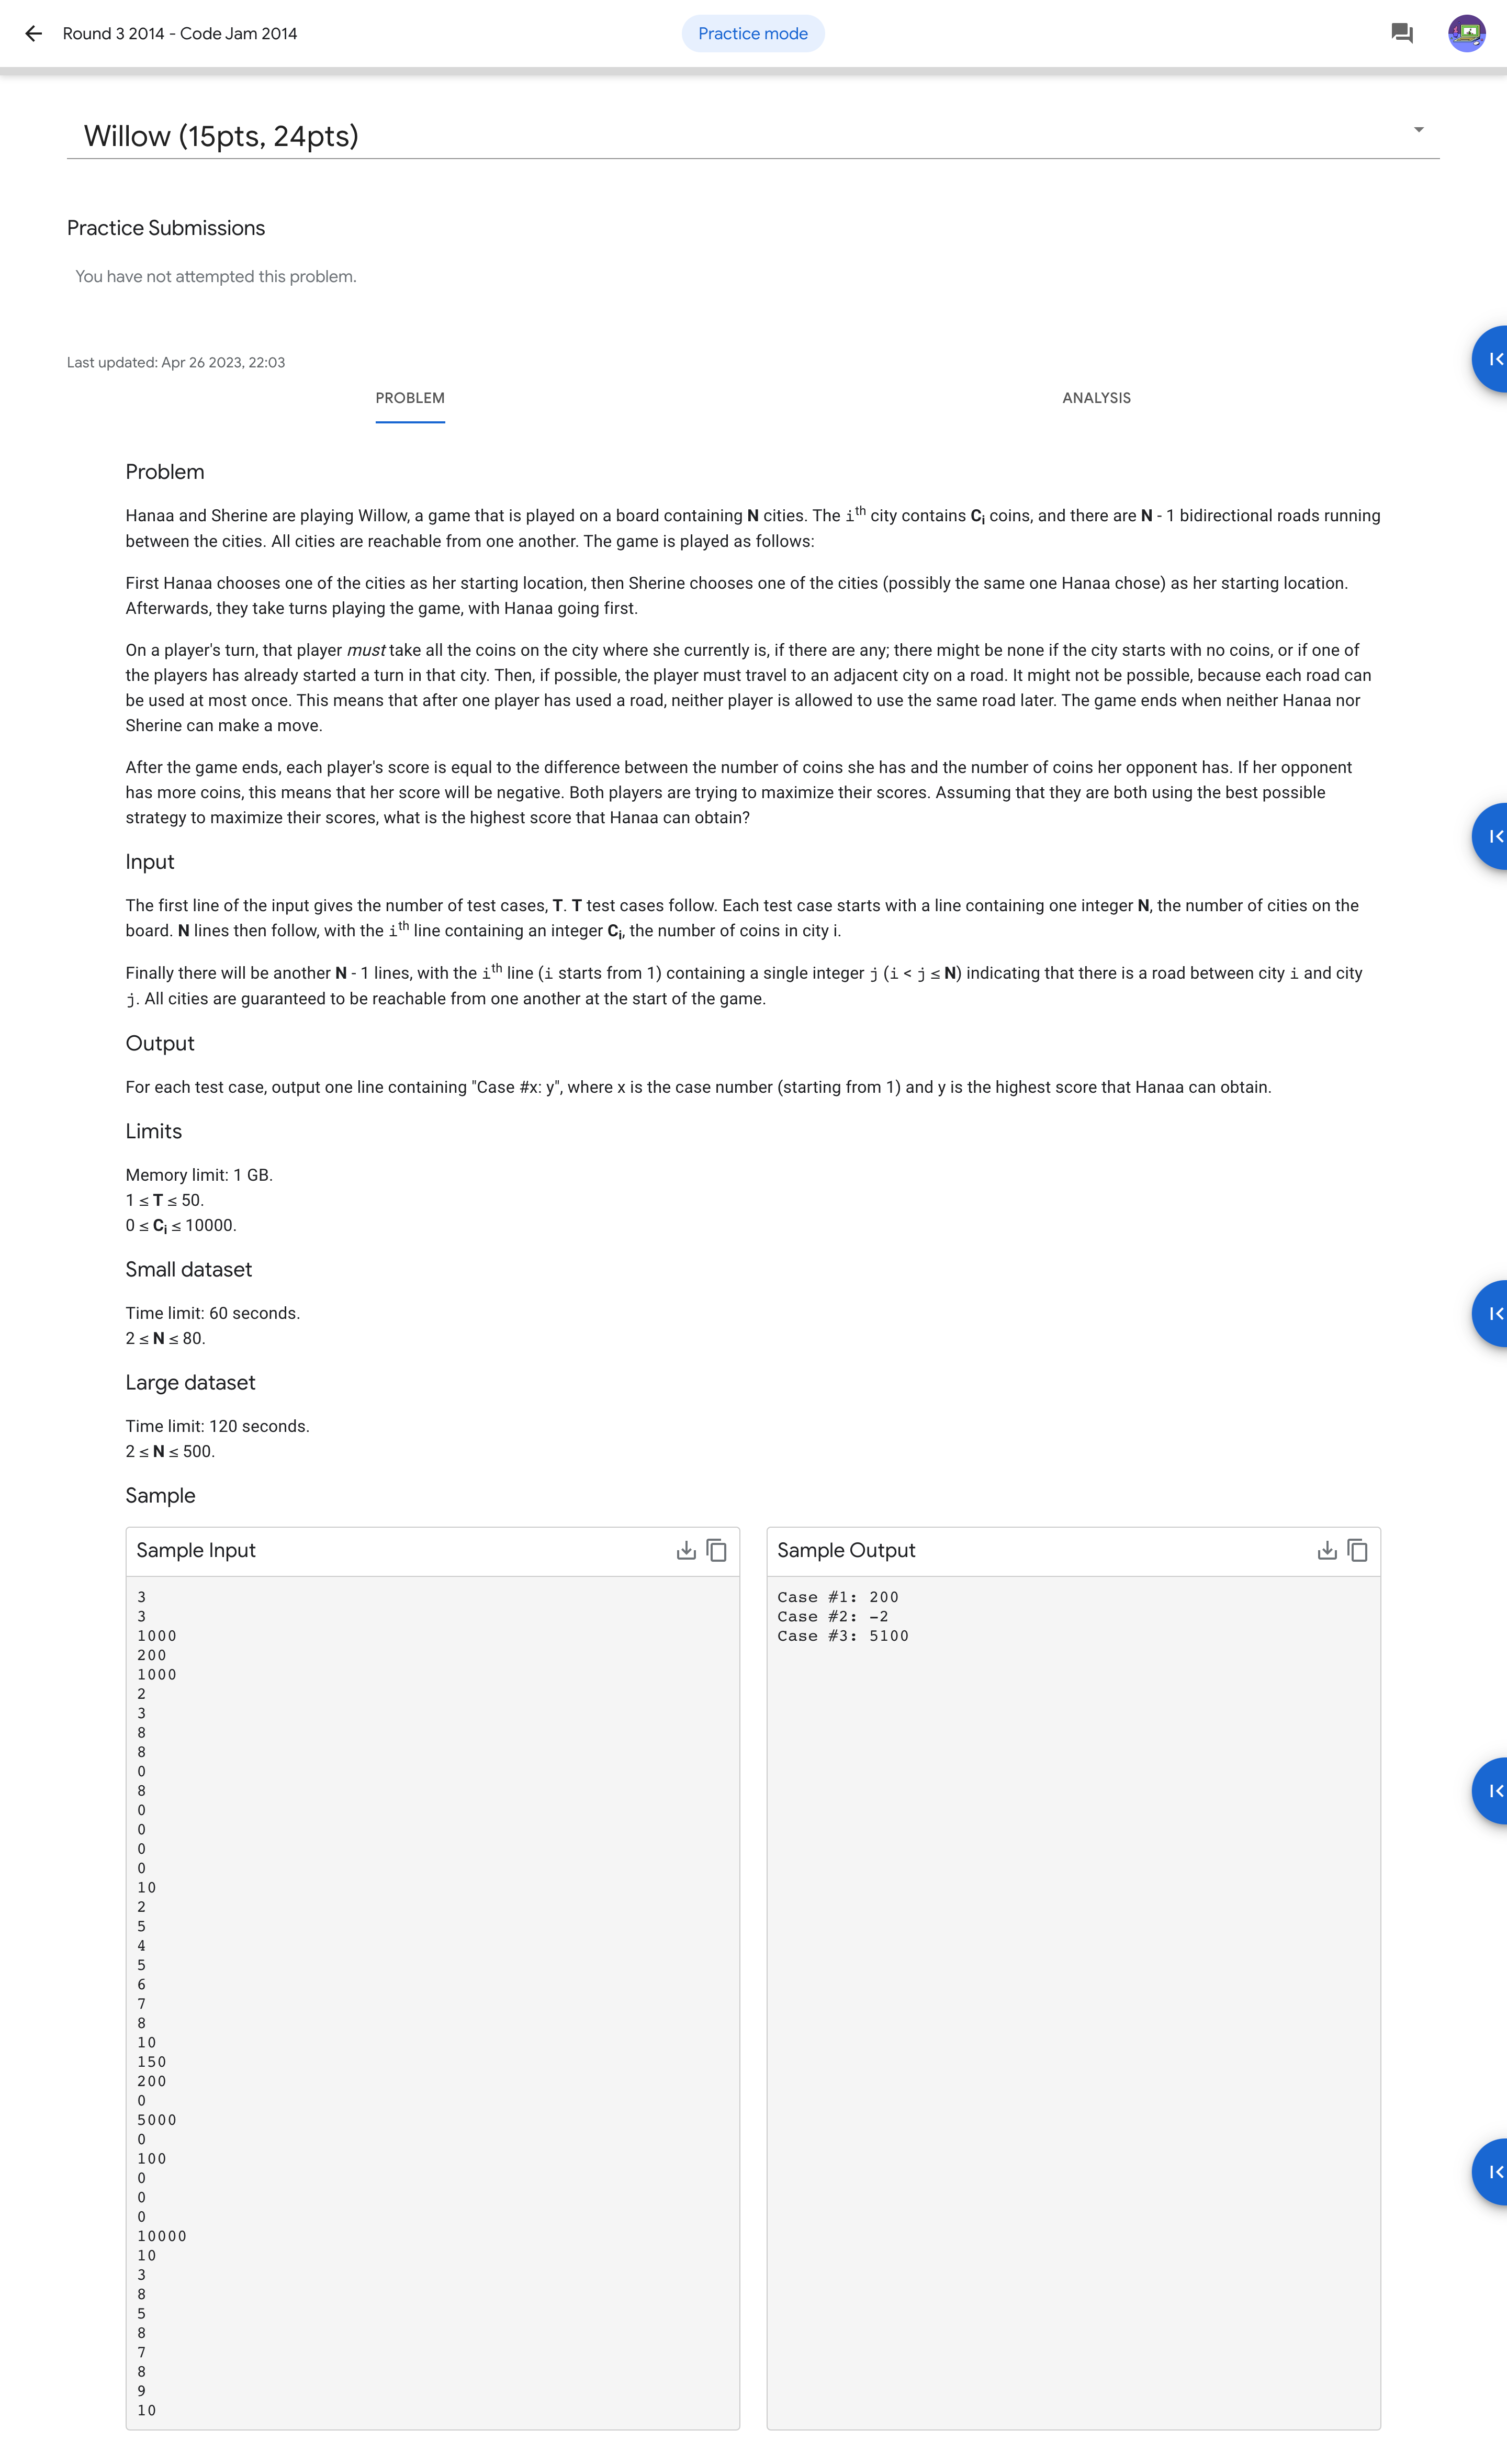 Round 3 2014 - Code Jam 2014
Practice mode
Willow (15pts, 24pts)
Practice Submissions
You have not attempted this problem.
Last updated: Apr 26 2023, 22:03
PROBLEM
ANALYSIS
Problem
Hanaa and Sherine are playing Willow, a game that is played on a board containing N cities. The ith city contains Ci coins, and there are N - 1 bidirectional roads running
between the cities. All cities are reachable from one another. The game is played as follows:
First Hanaa chooses one of the cities as her starting location, then Sherine chooses one of the cities (possibly the same one Hanaa chose) as her starting location.
Afterwards, they take turns playing the game, with Hanaa going first.
On a player's turn, that player must take all the coins on the city where she currently is, if there are any; there might be none if the city starts with no coins, or if one of
the players has already started a turn in that city. Then, if possible, the player must travel to an adjacent city on a road. It might not be possible, because each road can
be used at most once. This means that after one player has used a road, neither player is allowed to use the same road later. The game ends when neither Hanaa nor
Sherine can make a move.
After the game ends, each player's score is equal to the difference between the number of coins she has and the number of coins her opponent has. If her opponent
has more coins, this means that her score will be negative. Both players are trying to maximize their scores. Assuming that they are both using the best possible
strategy to maximize their scores, what is the highest score that Hanaa can obtain?
Input
The first line of the input gives the number of test cases, T. T test cases follow. Each test case starts with a line containing one integer N, the number of cities on the
board. N lines then follow, with the ith line containing an integer Ci, the number of coins in city i.
Finally there will be another N - 1 lines, with the ith line (i starts from 1) containing a single integer j (i < j ≤ N) indicating that there is a road between city i and city
j. All cities are guaranteed to be reachable from one another at the start of the game.
Output
For each test case, output one line containing "Case #x: y", where x is the case number (starting from 1) and y is the highest score that Hanaa can obtain.
Limits
Memory limit: 1 GB.
1 ≤ T ≤ 50.
0 ≤ Ci ≤ 10000.
Small dataset
Time limit: 60 seconds.
2 ≤ N ≤ 80.
Large dataset
Time limit: 120 seconds.
2 ≤ N ≤ 500.
Sample
Sample Input
3
3
1000
200
1000
2
3
8
8
0
8
0
0
0
0
10
2
5
4
5
6
7
8
10
150
200
0
5000
0
100
0
0
0
10000
10
3
8
5
8
7
8
9
10
Sample Output
Case #1: 200
Case #2: -2
Case #3: 5100